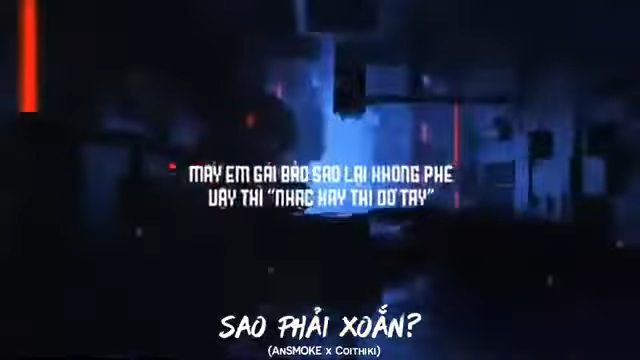 MẤY EM GÁI BẢO SAO LẠI KHÔNG PHÊ
VẬY THÌ “NHẠC HAY THÌ DƠ TAY”
SAO PHẢI XOẮN?
(ANSMOKE x COITHIKI)